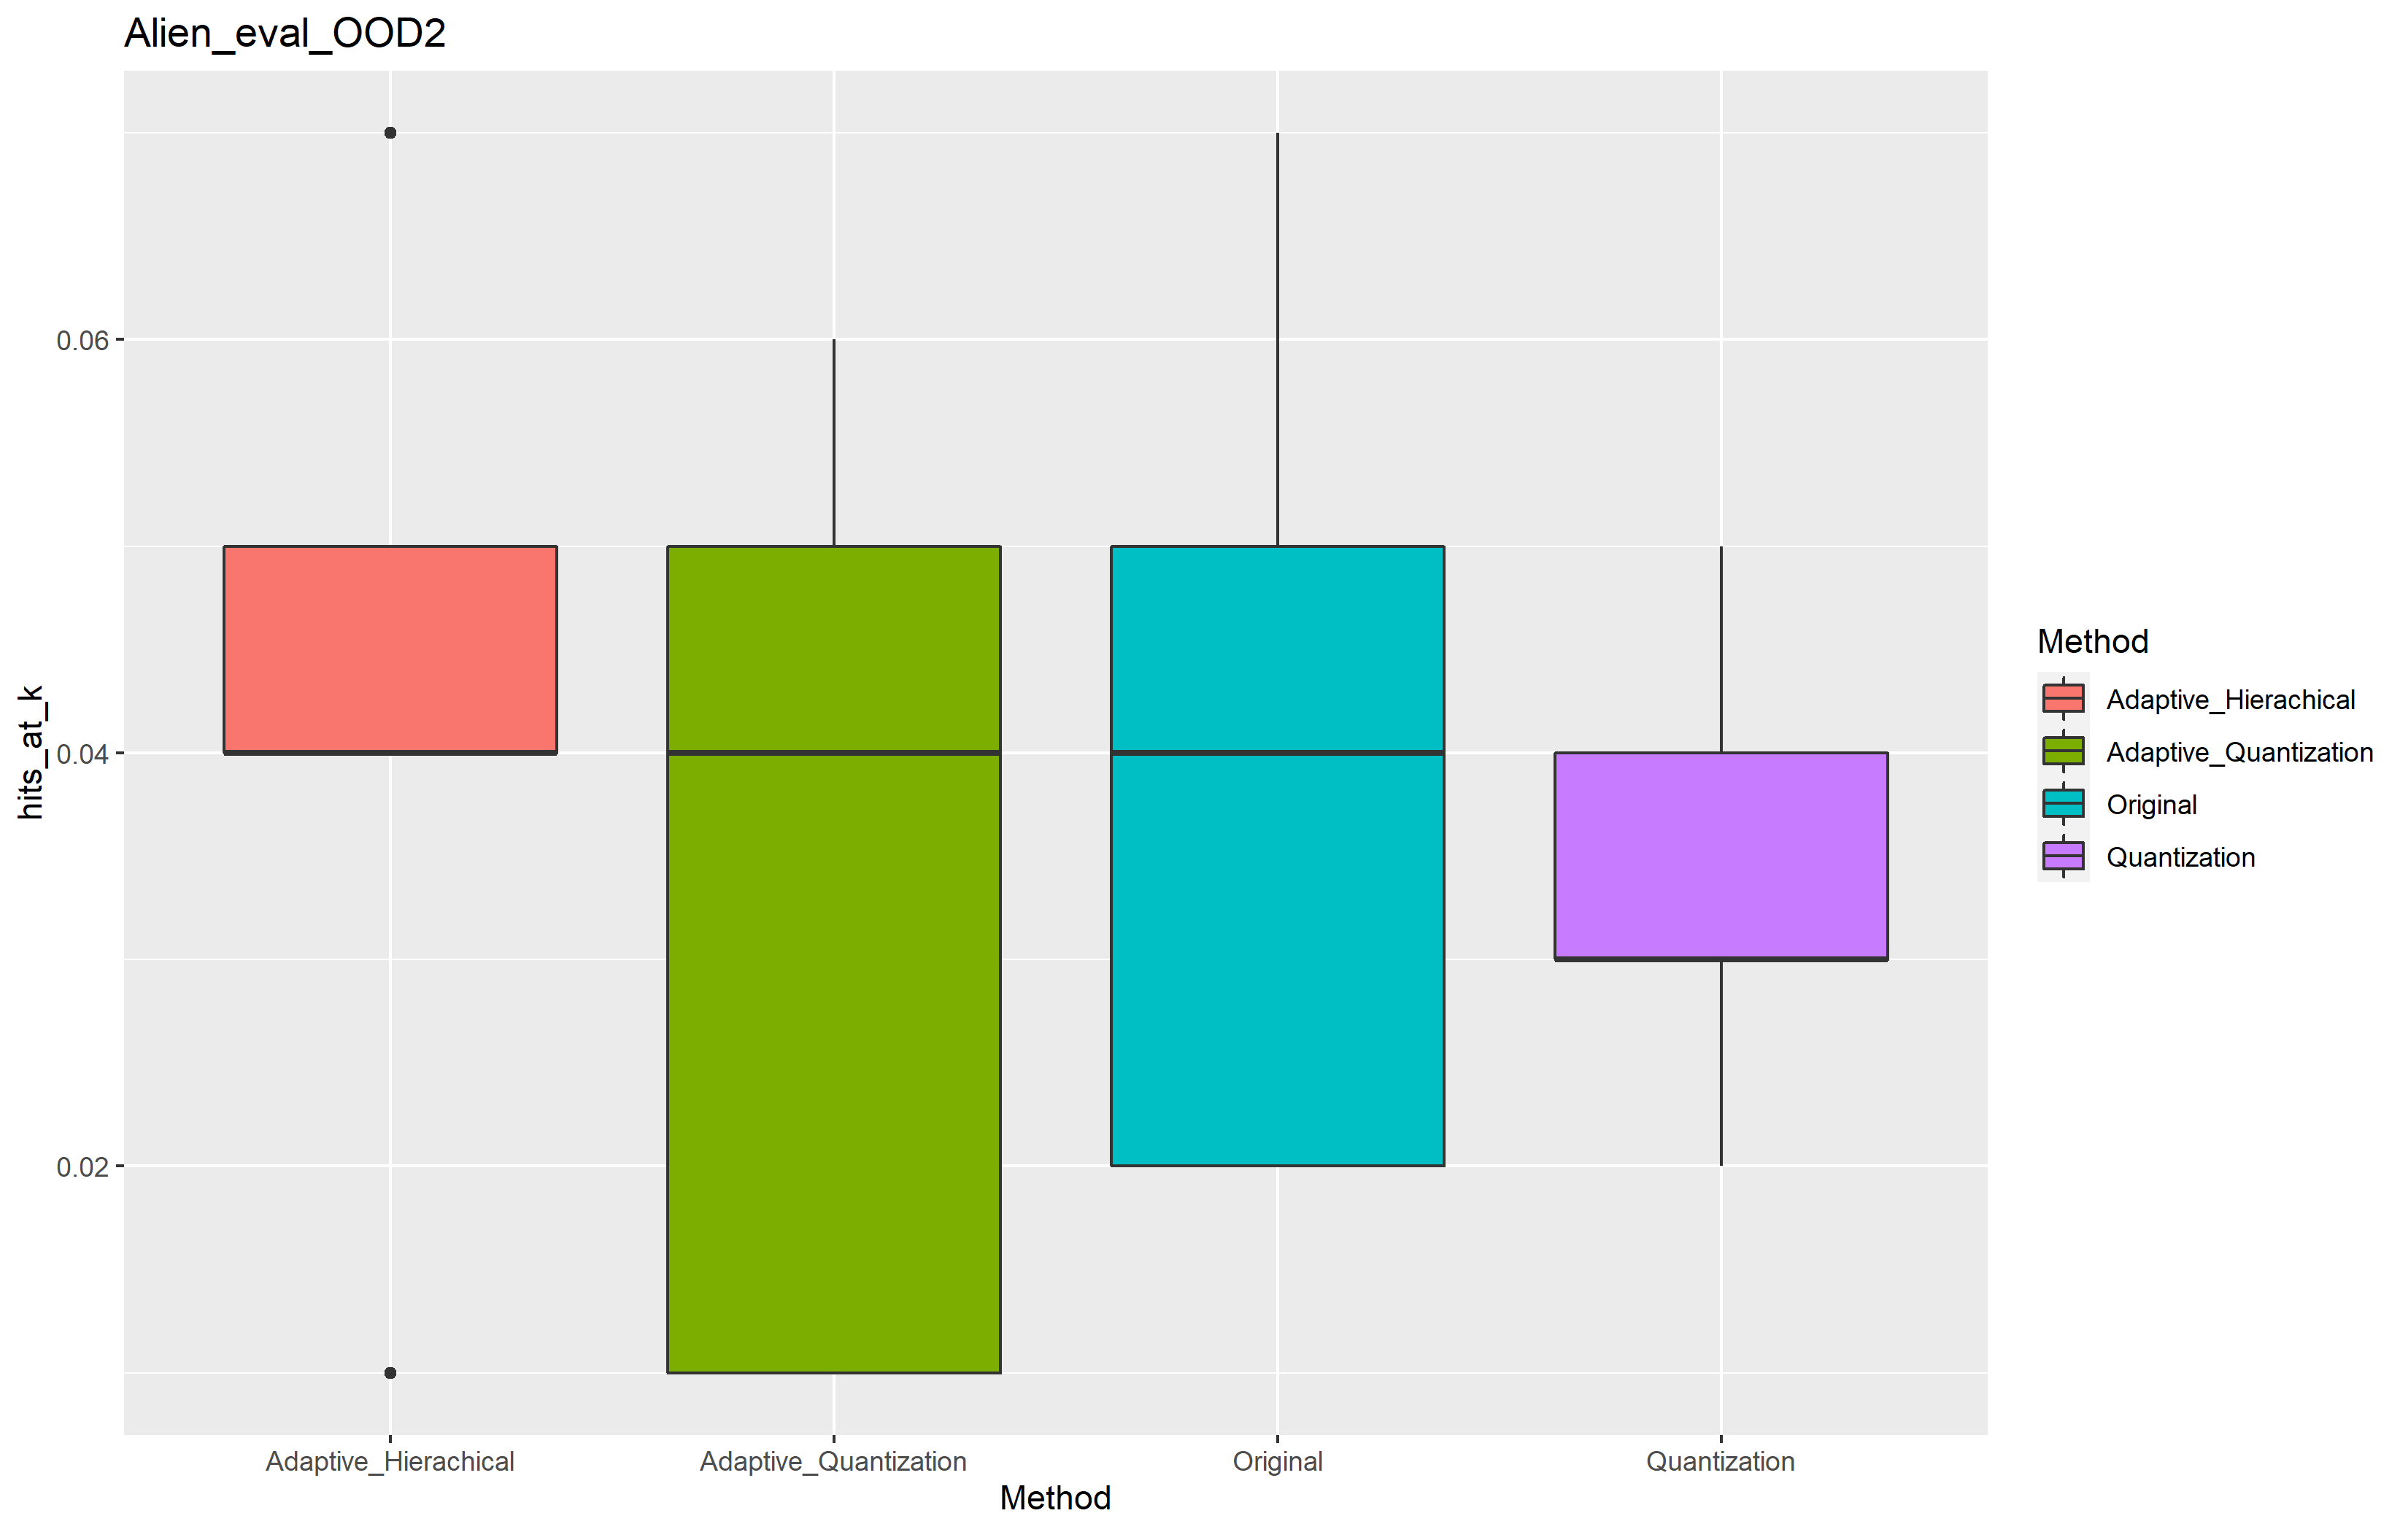 Alien_eval_OOD2
hits_at_k
0.06
0.04
0.02
Adaptive_Hierachical
Adaptive_Quantization
Original
Quantization
Method
Method
Adaptive_Hierachical
Adaptive_Quantization
Original
Quantization